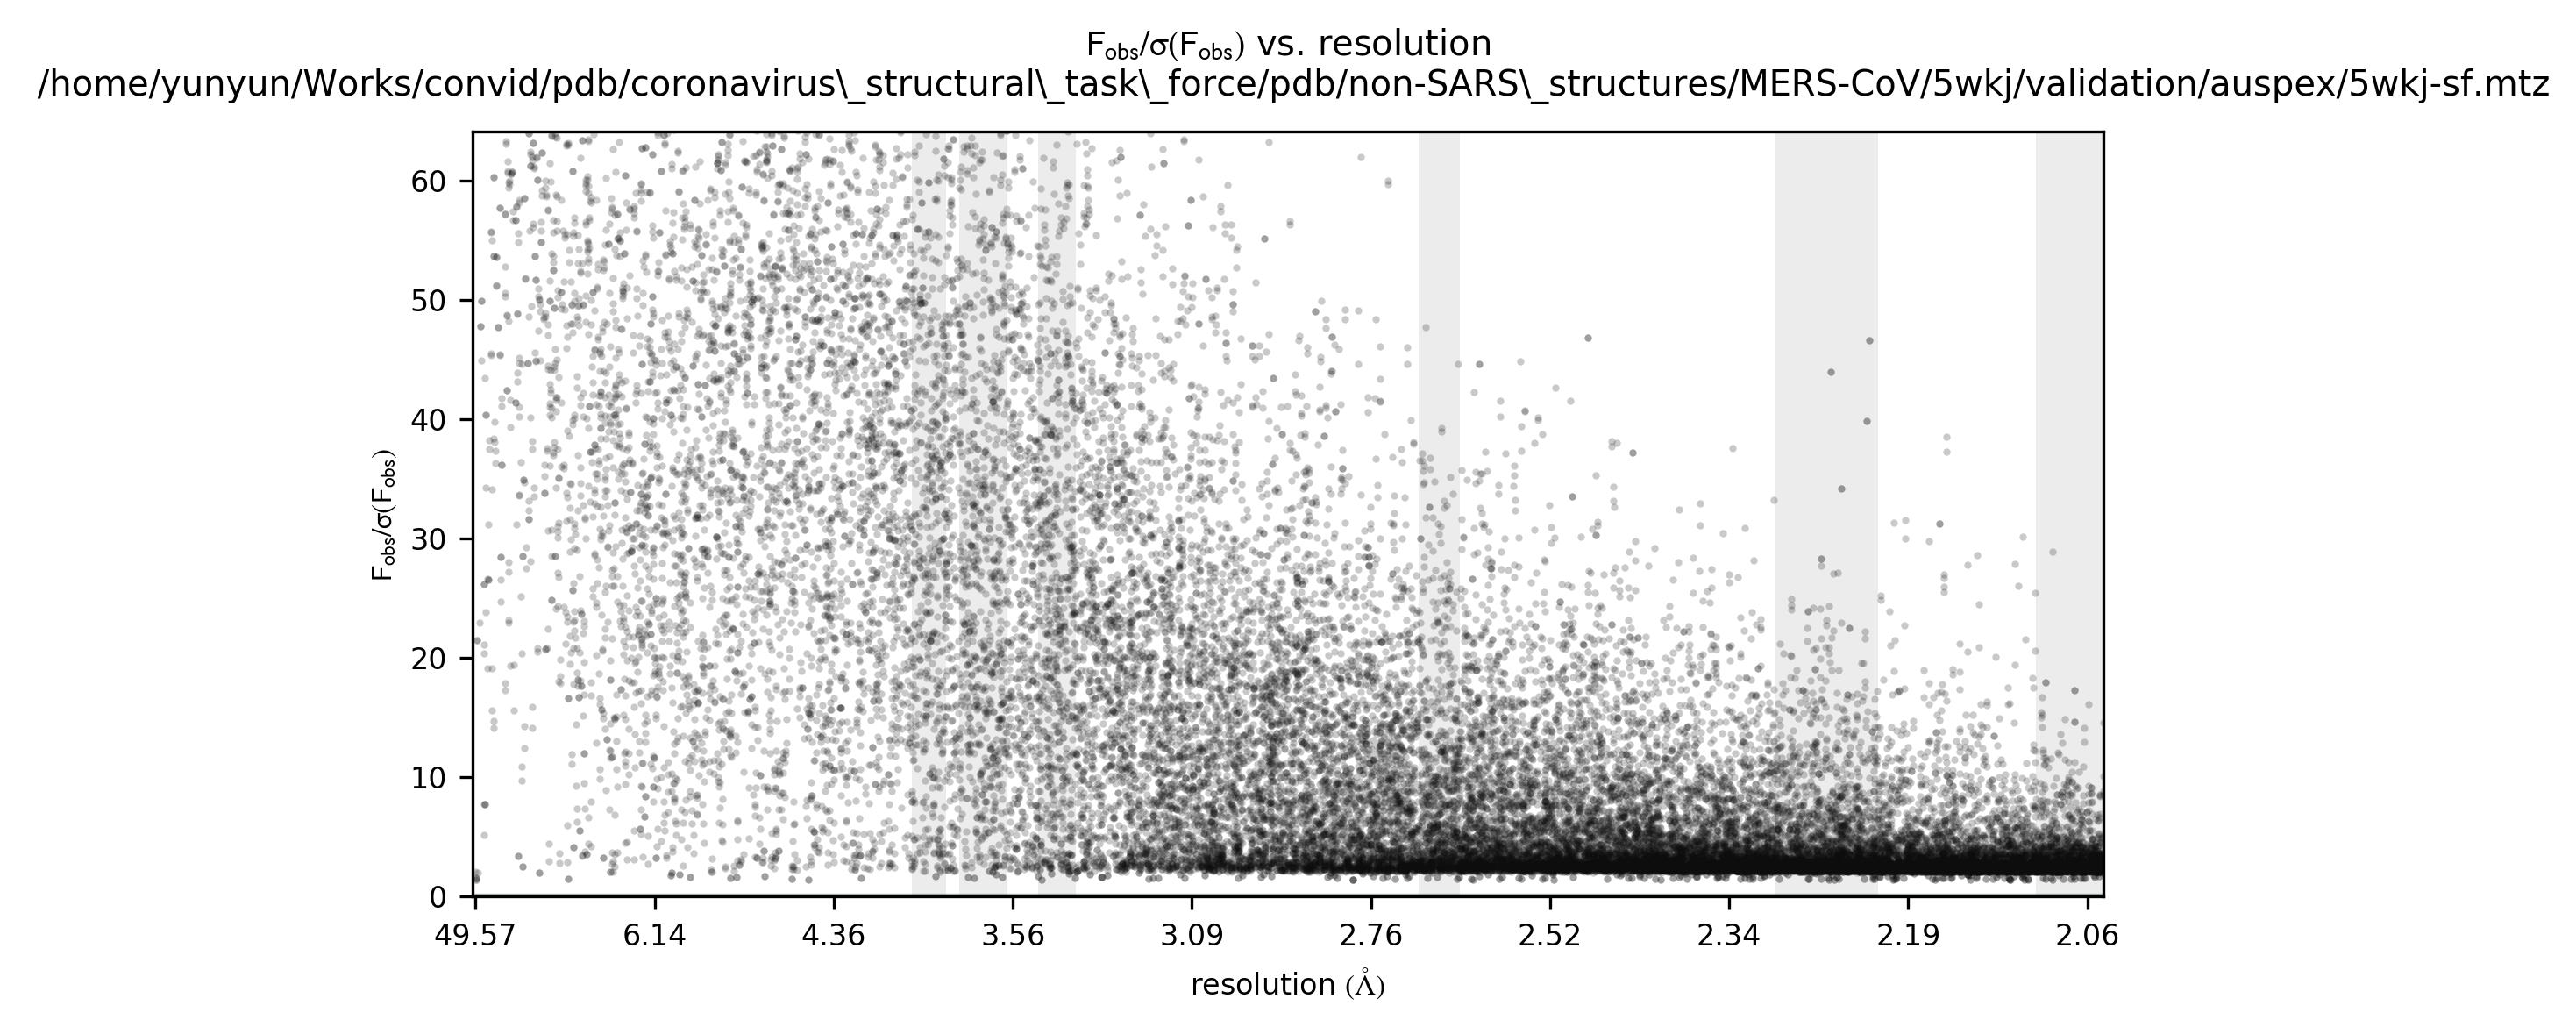 Fobs/σ(Fobs) vs. resolution
/home/yunyun/Works/convid/pdb/coronavirus\_structural\_task\_force/pdb/non-SARS\_structures/MERS-CoV/5wkj/validation/auspex/5wkj-sf.mtz
60
50
40
30
20
10
0
Fobs/σ(Fobs)
49.57 6.14 4.36 3.56 3.09 2.76 2.52 2.34 2.19 2.06
resolution (Å)